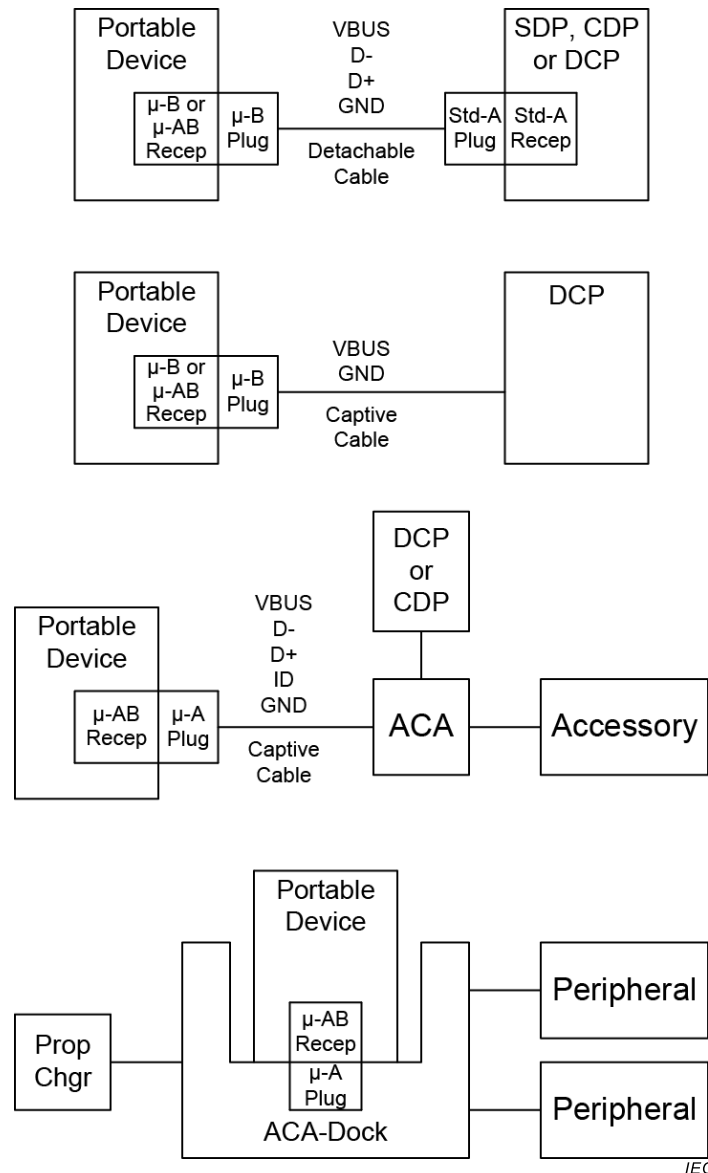 Portable
Device
VBUS
D-
D+
GND
SDP, CDP
or DCP
µ-B or
µ-AB
Recep
µ-B
Plug
Std-A
Plug
Std-A
Recep
Detachable
Cable
Portable
Device
DCP
VBUS
GND
µ-B or
µ-AB
Recep
µ-B
Plug
Captive
Cable
DCP
or
CDP
VBUS
D-
D+
ID
GND
Portable
Device
µ-AB
Recep
µ-A
Plug
ACA
Accessory
Captive
Cable
Portable
Device
Peripheral
µ-AB
Recep
Prop
Chgr
µ-A
Plug
Peripheral
ACA-Dock
IEC